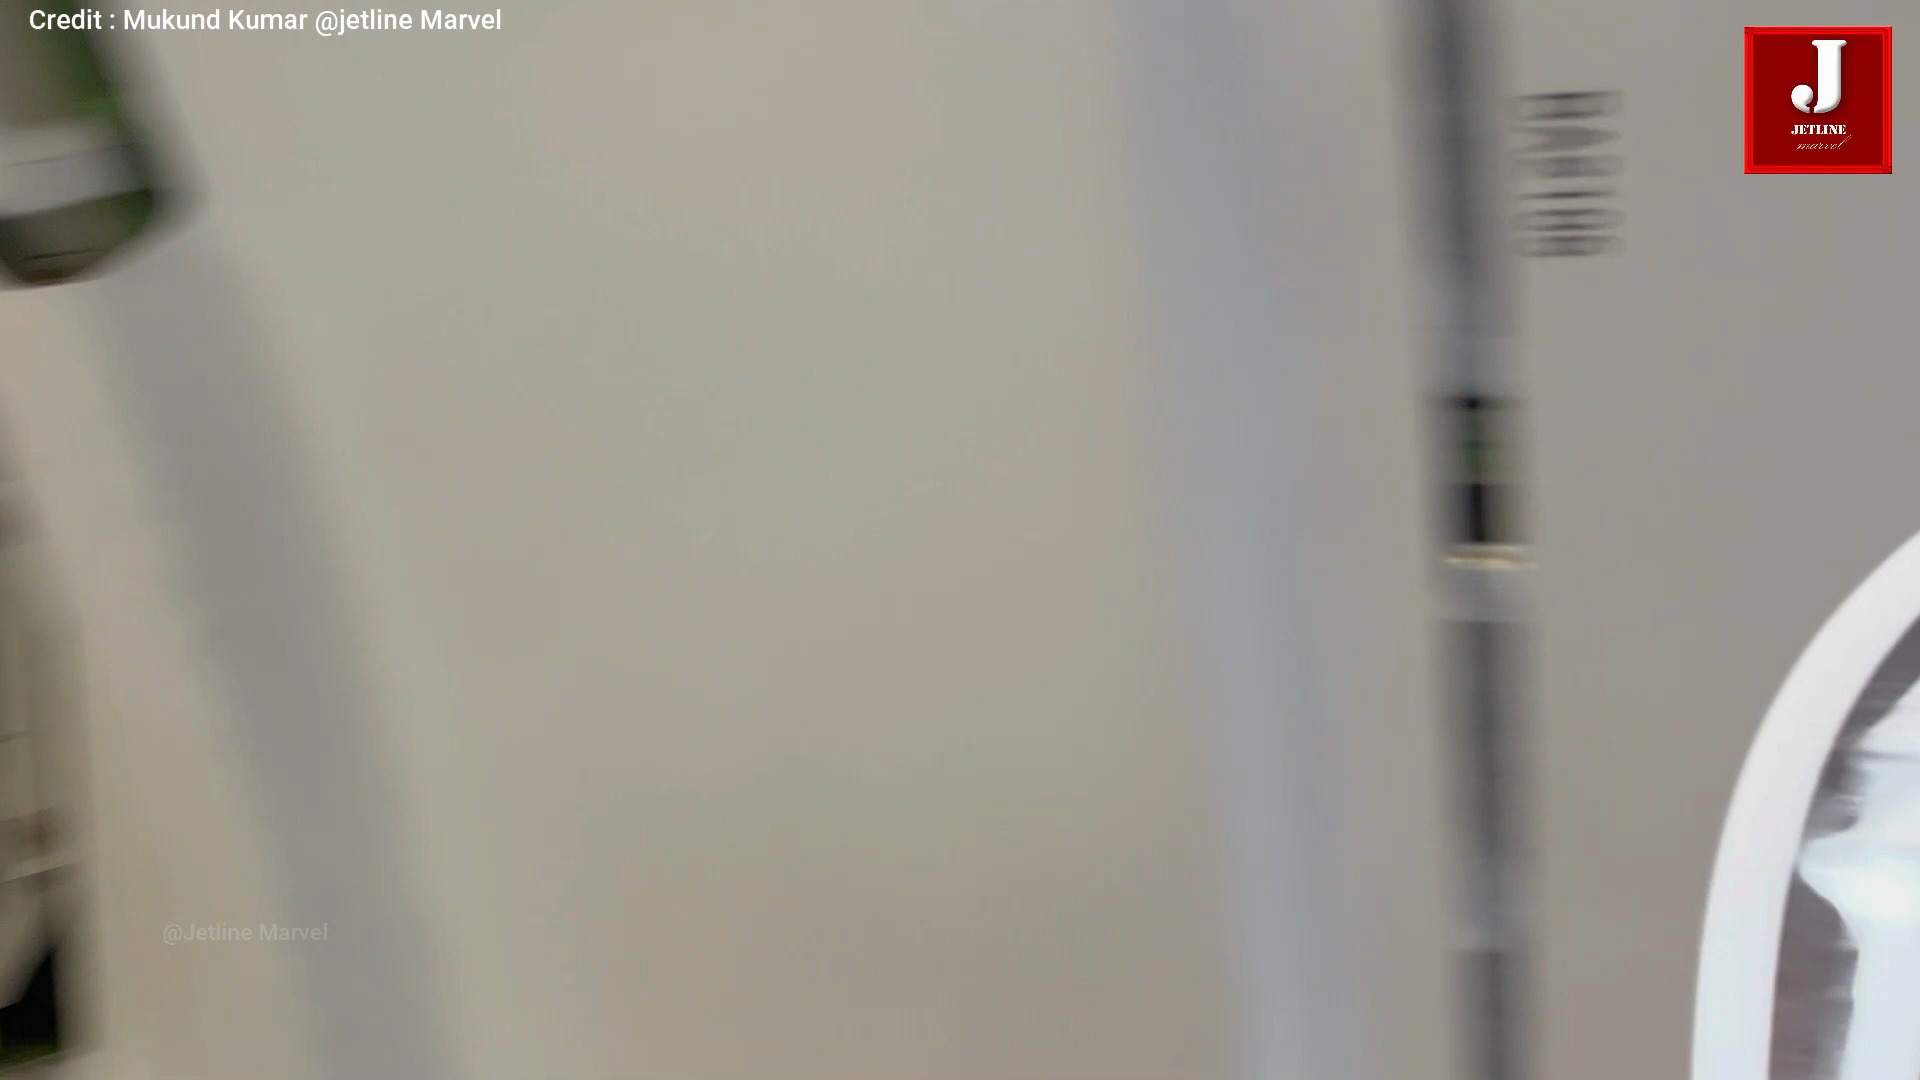 Credit : Mukund Kumar @jetline Marvel
J
JETLINE
marvel
@Jetline Marvel